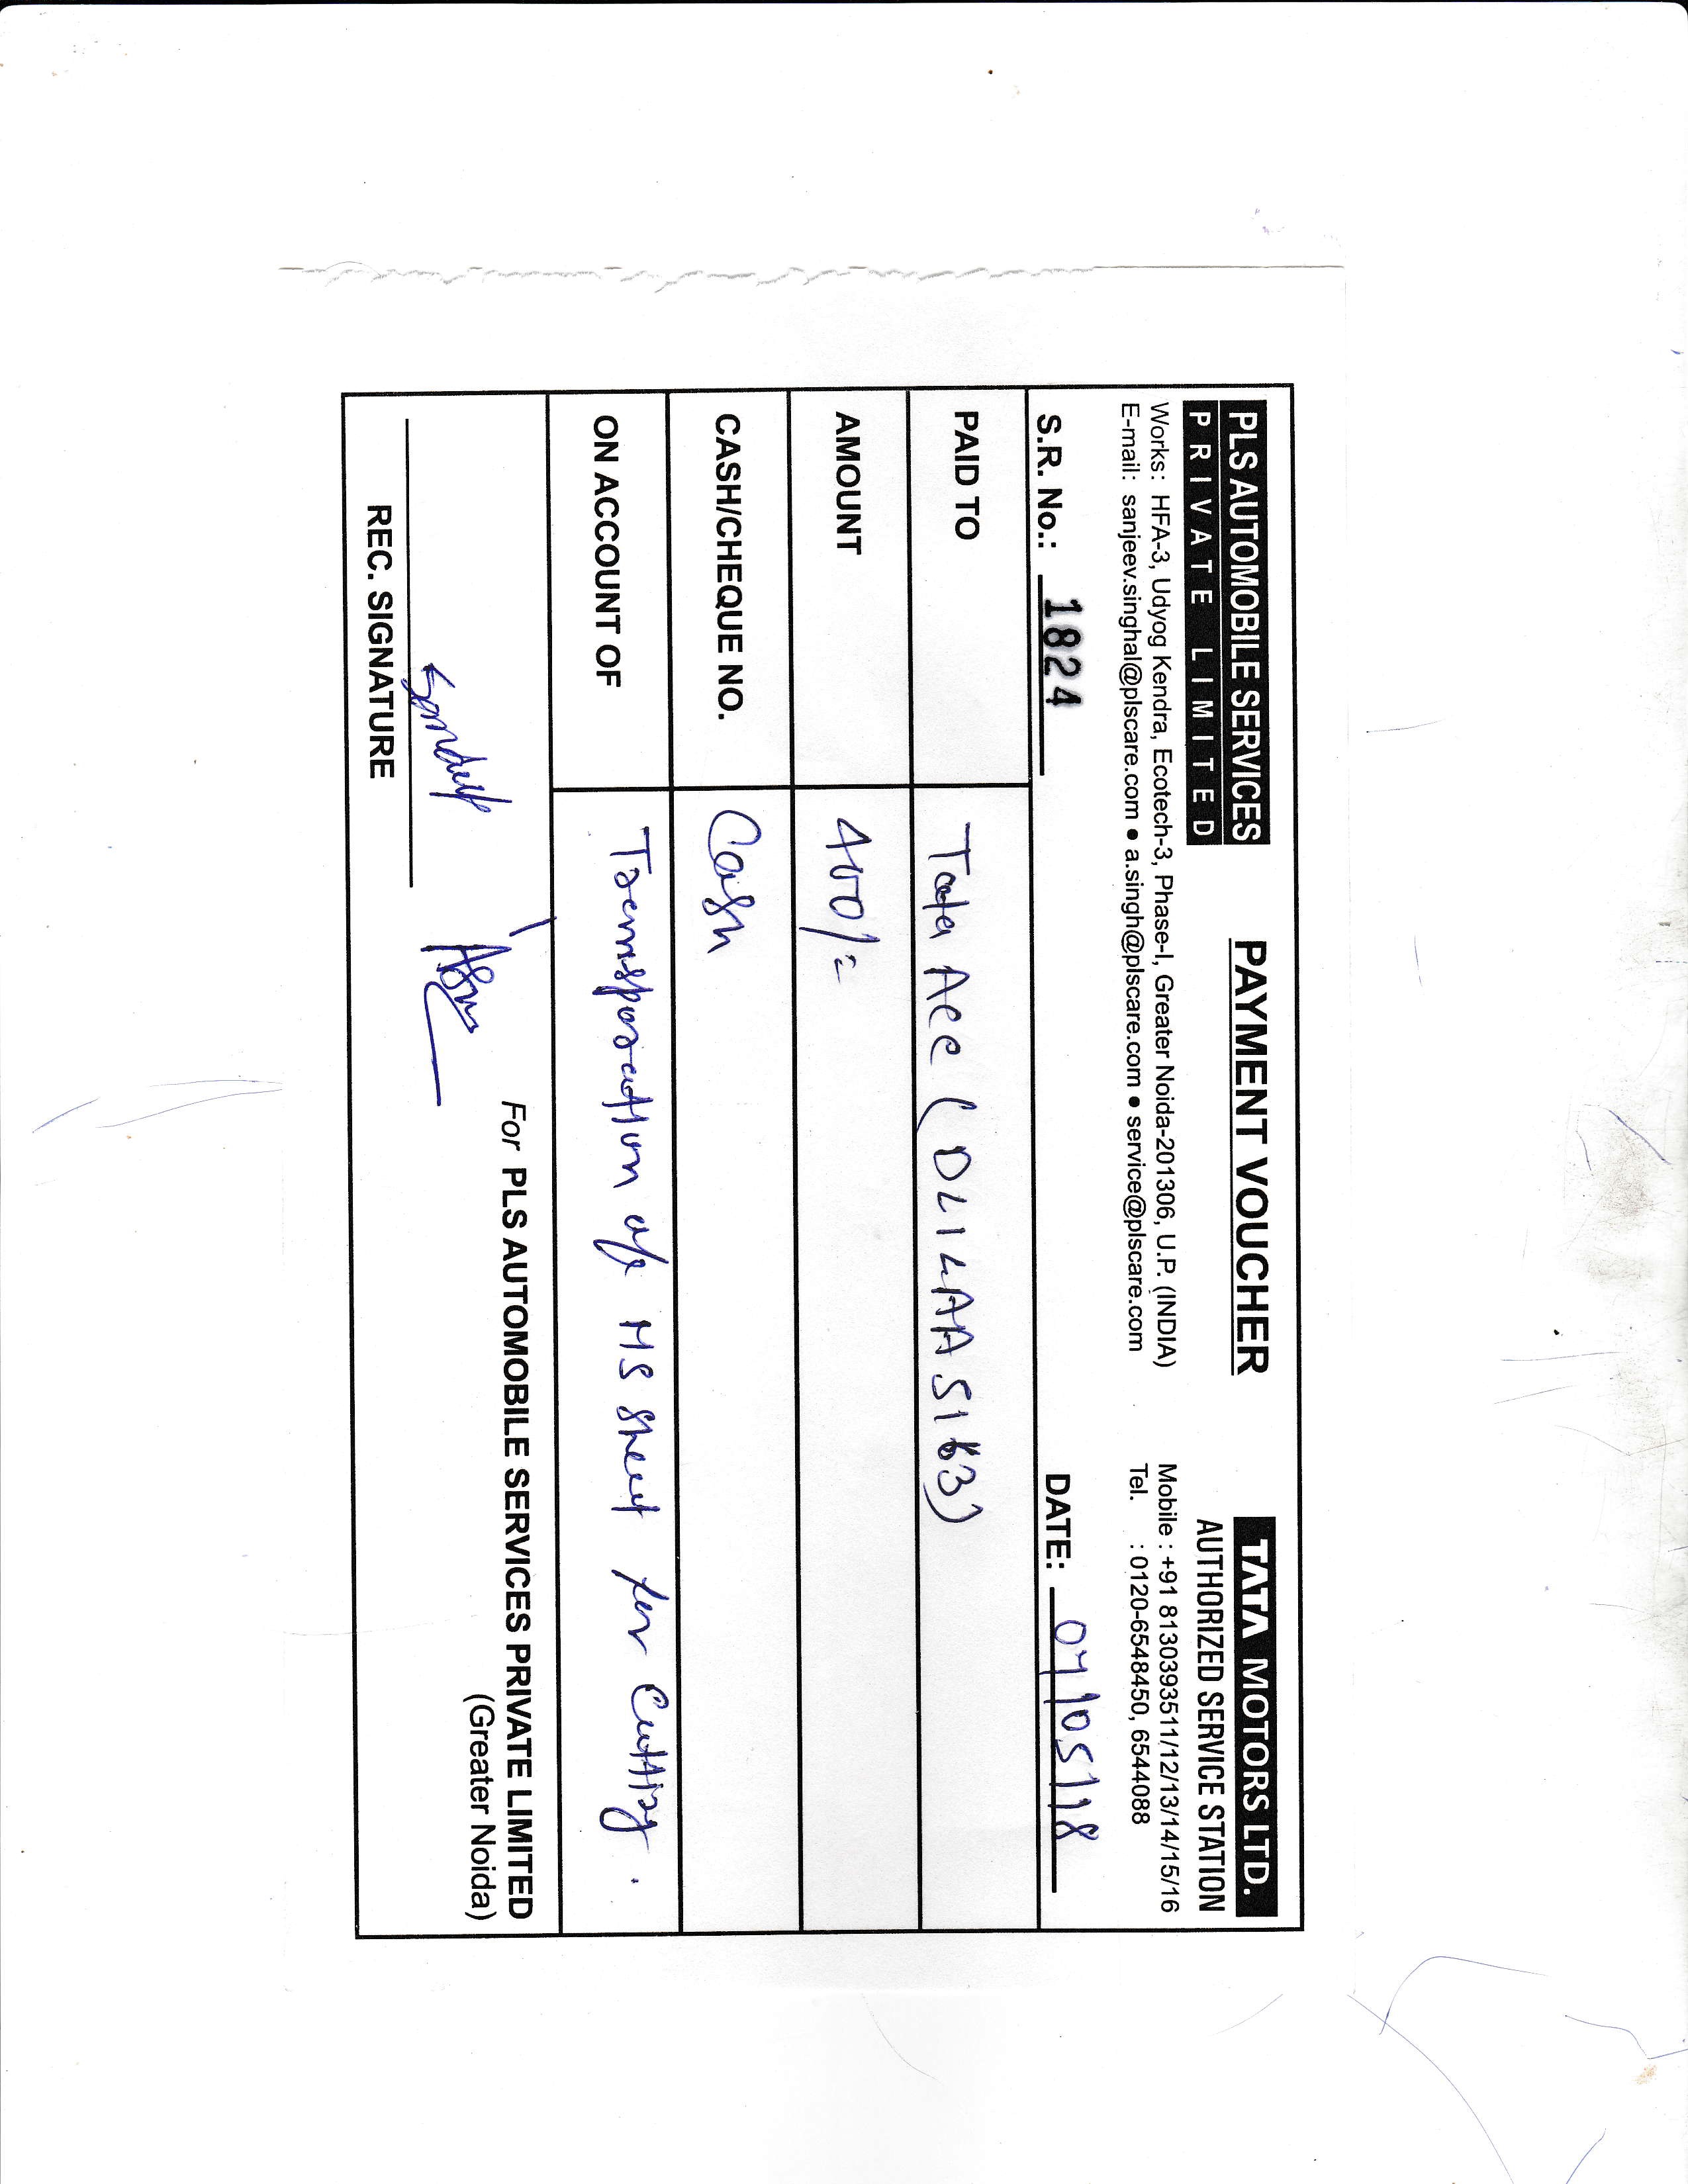 PLS AUTOMOBILE SERVICES
PRIVATE LIMITED
PAYMENT VOUCHER
TATA MOTORS LTD.
AUTHORIZED SERVICE STATION
Works: HFA-3, Udyog Kendra, Ecotech-3, Phase-I, Greater Noida-201306, U.P. (INDIA)
Mobile : +91 8130393511/12/13/14/15/16
E-mail: sanjeev.singhal@plscare.com ● a.singh@plscare.com ● service@plscare.com
Tel. : 0120-6548450, 6544088
S.R. No.: 1824
DATE: 07/05/18
PAID TO Tata Ace (DL1LAA5163)
AMOUNT 400/=
CASH/CHEQUE NO. Cash
ON ACCOUNT OF Transportation of MS Sheet for Cutting.
For PLS AUTOMOBILE SERVICES PRIVATE LIMITED
(Greater Noida)
REC. SIGNATURE